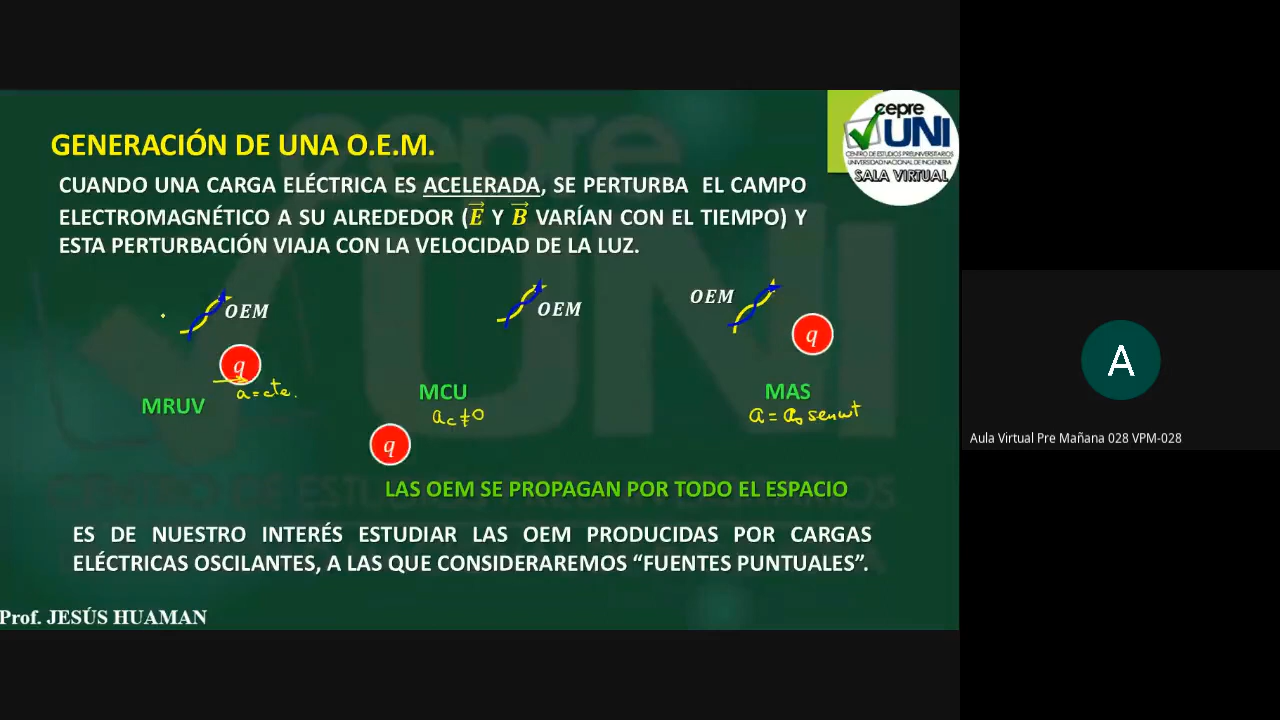 cepre
UNI
CENTRO DE ESTUDIOS PREUNIVERSITARIOS
UNIVERSIDAD NACIONAL DE INGENIERIA
SALA VIRTUAL
GENERACIÓN DE UNA O.E.M.
CUANDO UNA CARGA ELÉCTRICA ES ACELERADA, SE PERTURBA EL CAMPO
ELECTROMAGNÉTICO A SU ALREDEDOR (E⃗ Y B⃗ VARÍAN CON EL TIEMPO) Y
ESTA PERTURBACIÓN VIAJA CON LA VELOCIDAD DE LA LUZ.
OEM
OEM
OEM
q
q
MRUV
a = cte.
MCU
a_c ≠ 0
MAS
a = a₀ sen ωt
q
LAS OEM SE PROPAGAN POR TODO EL ESPACIO
ES DE NUESTRO INTERÉS ESTUDIAR LAS OEM PRODUCIDAS POR CARGAS
ELÉCTRICAS OSCILANTES, A LAS QUE CONSIDERAREMOS “FUENTES PUNTUALES”.
Prof. JESÚS HUAMAN
A
Aula Virtual Pre Mañana 028 VPM-028